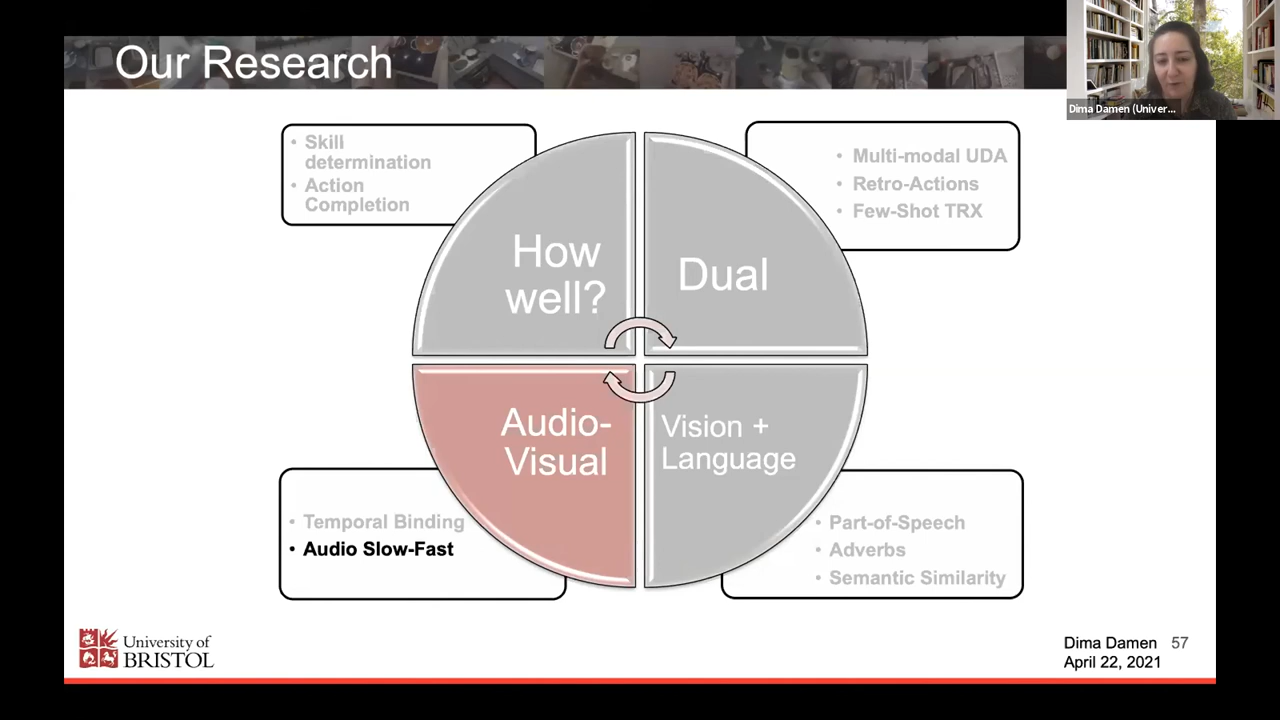 Our Research
Dima Damen (Univer...
• Skill
determination
• Action
Completion
• Multi-modal UDA
• Retro-Actions
• Few-Shot TRX
How
well?
Dual
Audio-
Visual
Vision +
Language
• Temporal Binding
• Audio Slow-Fast
• Part-of-Speech
• Adverbs
• Semantic Similarity
University of
BRISTOL
Dima Damen 57
April 22, 2021